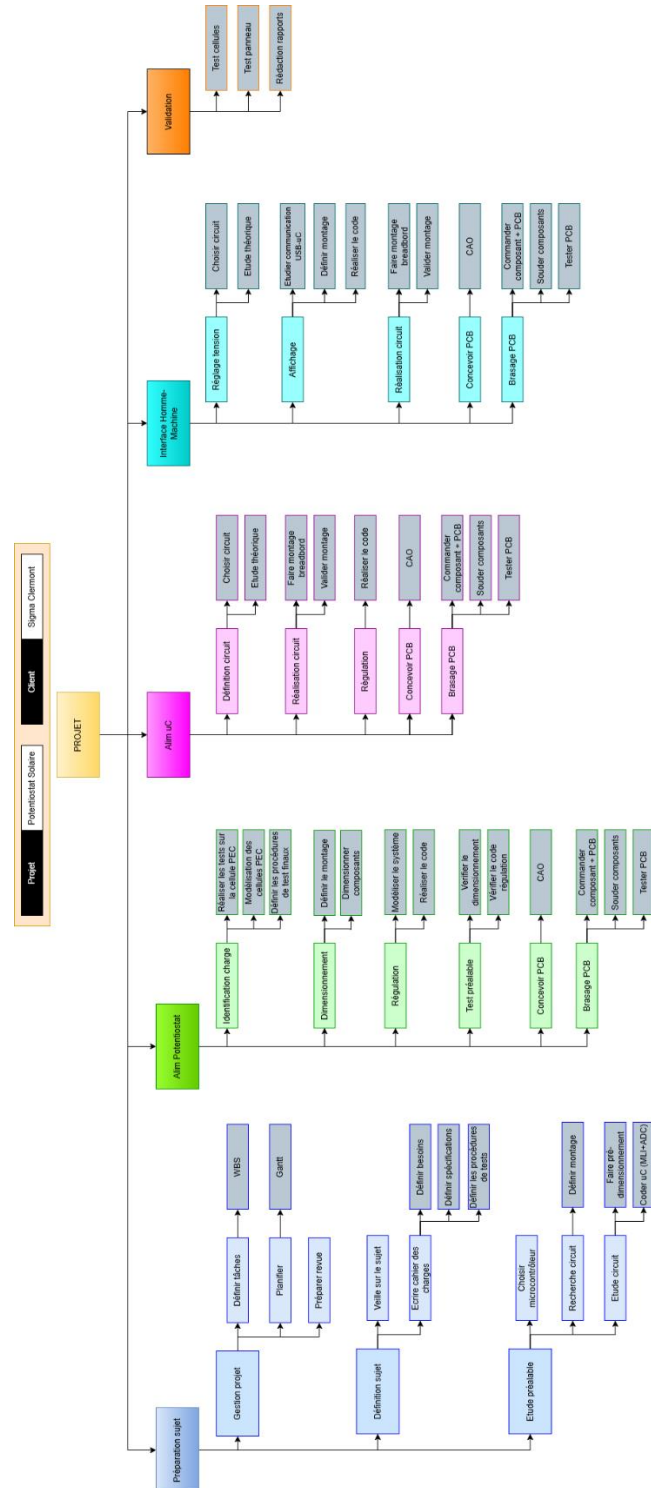 Projet
Potentiostat Solaire
Client
Sigma Clermont
PROJET
Préparation sujet
Gestion projet
Définir tâches
WBS
Planifier
Gantt
Préparer revue
Définition sujet
Veille sur le sujet
Ecrire cahier des
charges
Définir besoins
Définir spécifications
Définir les procédures
de tests
Etude préalable
Choisir
microcontrôleur
Recherche circuit
Définir montage
Etude circuit
Faire pré-
dimensionnement
Coder uC (MLI+ADC)
Alim Potentiostat
Identification charge
Réaliser les tests sur
la cellule PEC
Modélisation des
cellules PEC
Définir les procédures
de test finaux
Dimensionnement
Définir le montage
Dimensionner
composants
Régulation
Modéliser le système
Réaliser le code
Test préalable
Vérifier le
dimensionnement
Vérifier le code
régulation
Concevoir PCB
CAO
Brasage PCB
Commander
composant + PCB
Souder composants
Tester PCB
Alim uC
Définition circuit
Choisir circuit
Etude théorique
Réalisation circuit
Faire montage
breadbord
Valider montage
Régulation
Réaliser le code
Concevoir PCB
CAO
Brasage PCB
Commander
composant + PCB
Souder composants
Tester PCB
Interface Homme-
Machine
Réglage tension
Choisir circuit
Etude théorique
Affichage
Etudier communication
USB-uC
Définir montage
Réaliser le code
Réalisation circuit
Faire montage
breadbord
Valider montage
Concevoir PCB
CAO
Brasage PCB
Commander
composant + PCB
Souder composants
Tester PCB
Validation
Test cellules
Test panneau
Rédaction rapports